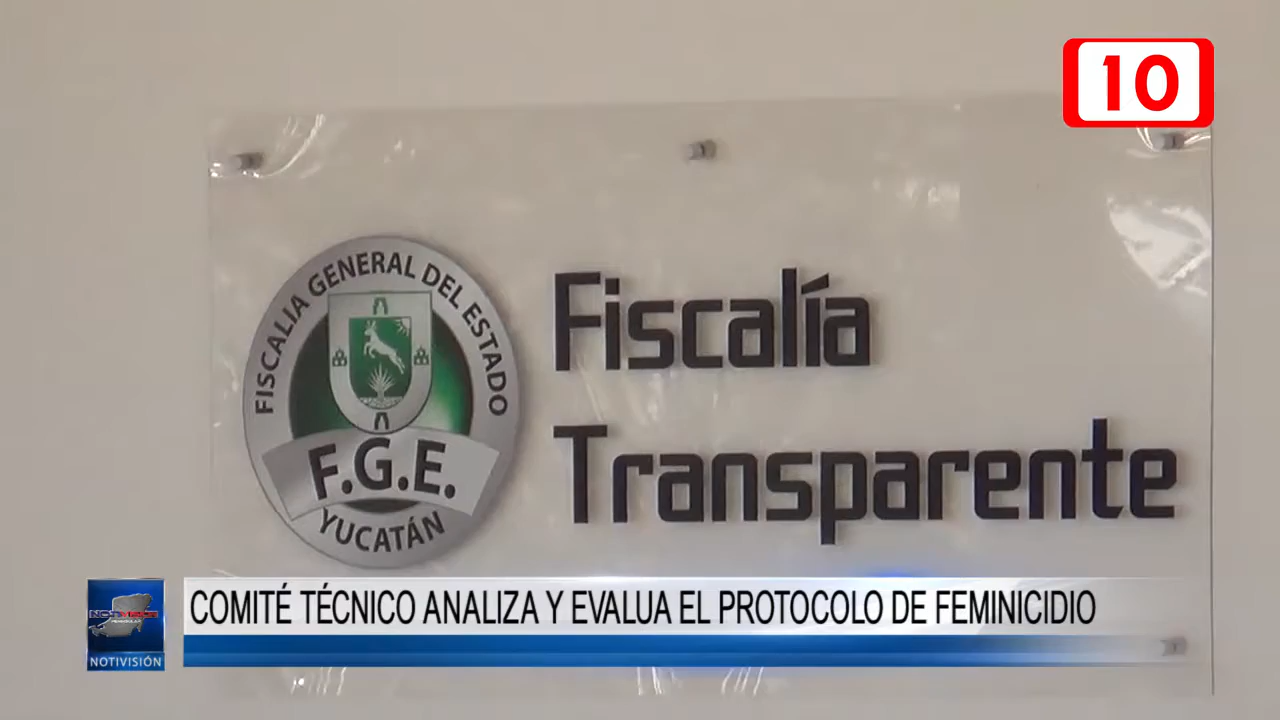 10
Fiscalía
Transparente
FISCALIA GENERAL DEL ESTADO
F.G.E.
YUCATÁN
COMITÉ TÉCNICO ANALIZA Y EVALUA EL PROTOCOLO DE FEMINICIDIO
NOTIVISIÓN